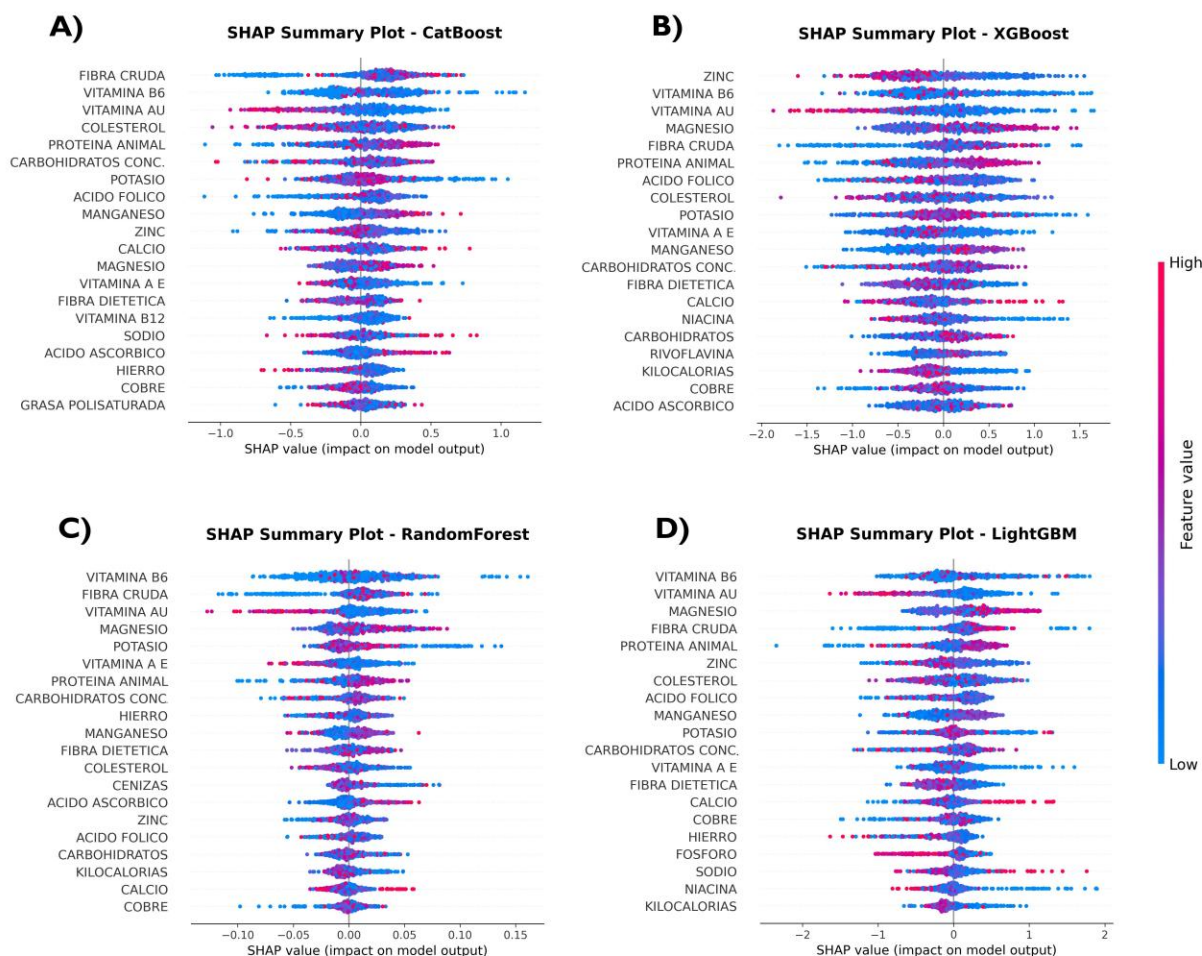 A)
SHAP Summary Plot - CatBoost
FIBRA CRUDA
VITAMINA B6
VITAMINA AU
COLESTEROL
PROTEINA ANIMAL
CARBOHIDRATOS CONC.
POTASIO
ACIDO FOLICO
MANGANESO
ZINC
CALCIO
MAGNESIO
VITAMINA A E
FIBRA DIETETICA
VITAMINA B12
SODIO
ACIDO ASCORBICO
HIERRO
COBRE
GRASA POLISATURADA
−1.0 −0.5 0.0 0.5 1.0
SHAP value (impact on model output)
B)
SHAP Summary Plot - XGBoost
ZINC
VITAMINA B6
VITAMINA AU
MAGNESIO
FIBRA CRUDA
PROTEINA ANIMAL
ACIDO FOLICO
COLESTEROL
POTASIO
VITAMINA A E
MANGANESO
CARBOHIDRATOS CONC.
FIBRA DIETETICA
CALCIO
NIACINA
CARBOHIDRATOS
RIVOFLAVINA
KILOCALORIAS
COBRE
ACIDO ASCORBICO
−2.0 −1.5 −1.0 −0.5 0.0 0.5 1.0 1.5
SHAP value (impact on model output)
C)
SHAP Summary Plot - RandomForest
VITAMINA B6
FIBRA CRUDA
VITAMINA AU
MAGNESIO
POTASIO
VITAMINA A E
PROTEINA ANIMAL
CARBOHIDRATOS CONC
HIERRO
MANGANESO
FIBRA DIETETICA
COLESTEROL
CENIZAS
ACIDO ASCORBICO
ZINC
ACIDO FOLICO
CARBOHIDRATOS
KILOCALORIAS
CALCIO
COBRE
−0.10 −0.05 0.00 0.05 0.10 0.15
SHAP value (impact on model output)
D)
SHAP Summary Plot - LightGBM
VITAMINA B6
VITAMINA AU
MAGNESIO
FIBRA CRUDA
PROTEINA ANIMAL
ZINC
COLESTEROL
ACIDO FOLICO
MANGANESO
POTASIO
CARBOHIDRATOS CONC.
VITAMINA A E
FIBRA DIETETICA
CALCIO
COBRE
HIERRO
FOSFORO
SODIO
NIACINA
KILOCALORIAS
−2 −1 0 1 2
SHAP value (impact on model output)
High
Feature value
Low